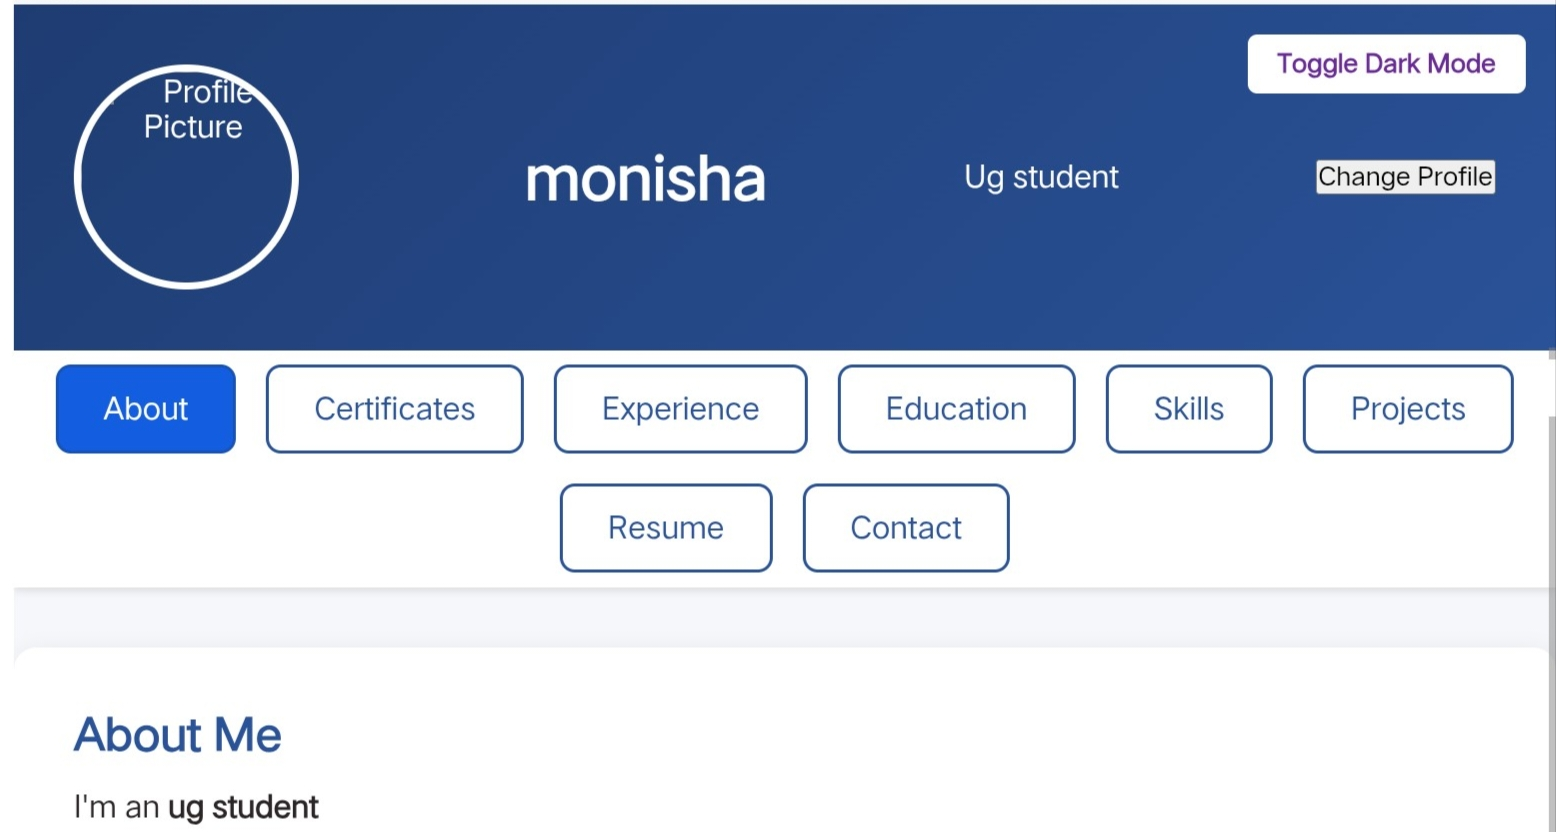 Toggle Dark Mode
Profile
Picture
monisha
Ug student
Change Profile
About
Certificates
Experience
Education
Skills
Projects
Resume
Contact
About Me
I'm an ug student